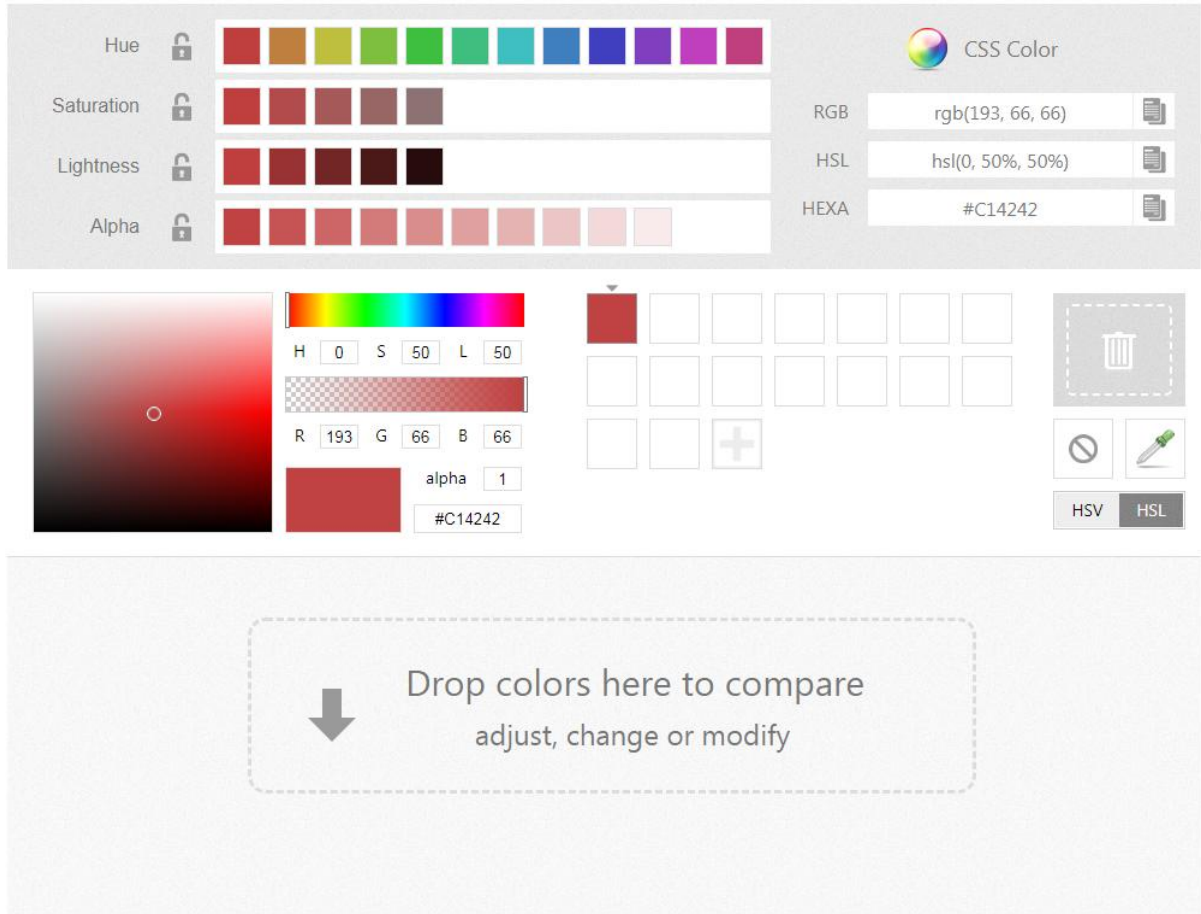 Hue
Saturation
Lightness
Alpha
CSS Color
RGB rgb(193, 66, 66)
HSL hsl(0, 50%, 50%)
HEXA #C14242
H 0 S 50 L 50
R 193 G 66 B 66
alpha 1
#C14242
HSV HSL
Drop colors here to compare
adjust, change or modify